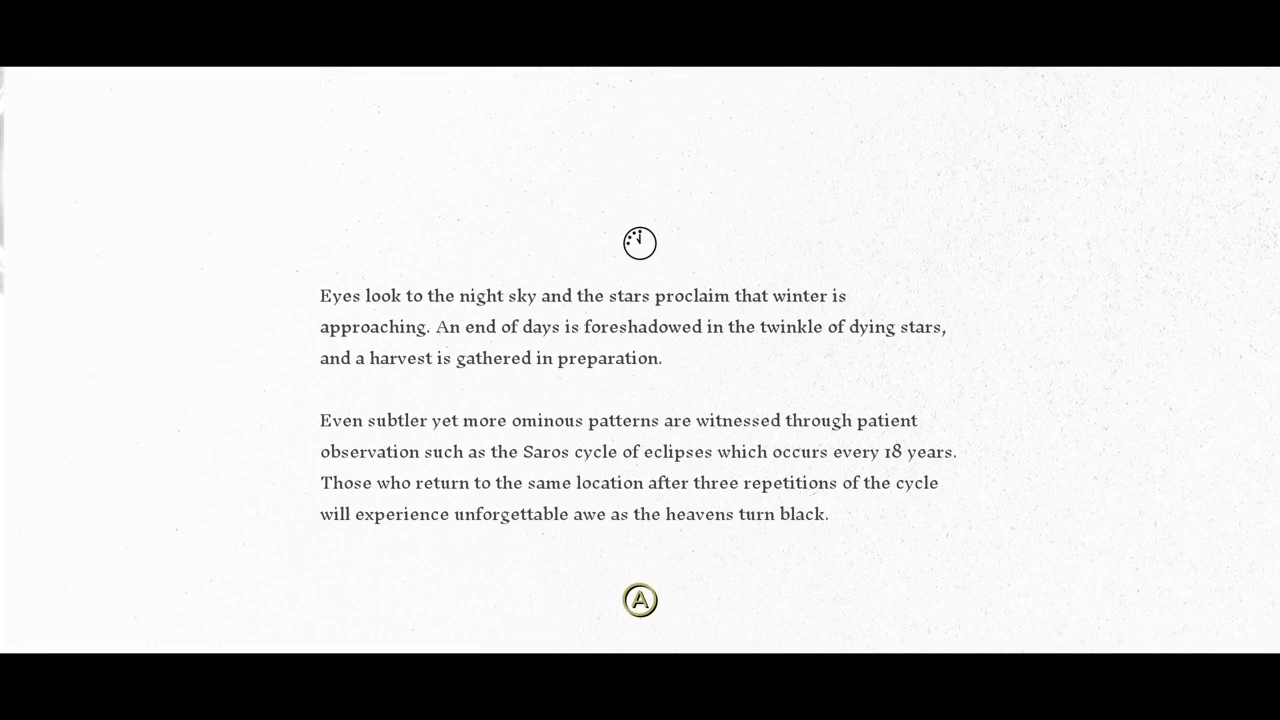 Eyes look to the night sky and the stars proclaim that winter is
approaching. An end of days is foreshadowed in the twinkle of dying stars,
and a harvest is gathered in preparation.
Even subtler yet more ominous patterns are witnessed through patient
observation such as the Saros cycle of eclipses which occurs every 18 years.
Those who return to the same location after three repetitions of the cycle
will experience unforgettable awe as the heavens turn black.
A